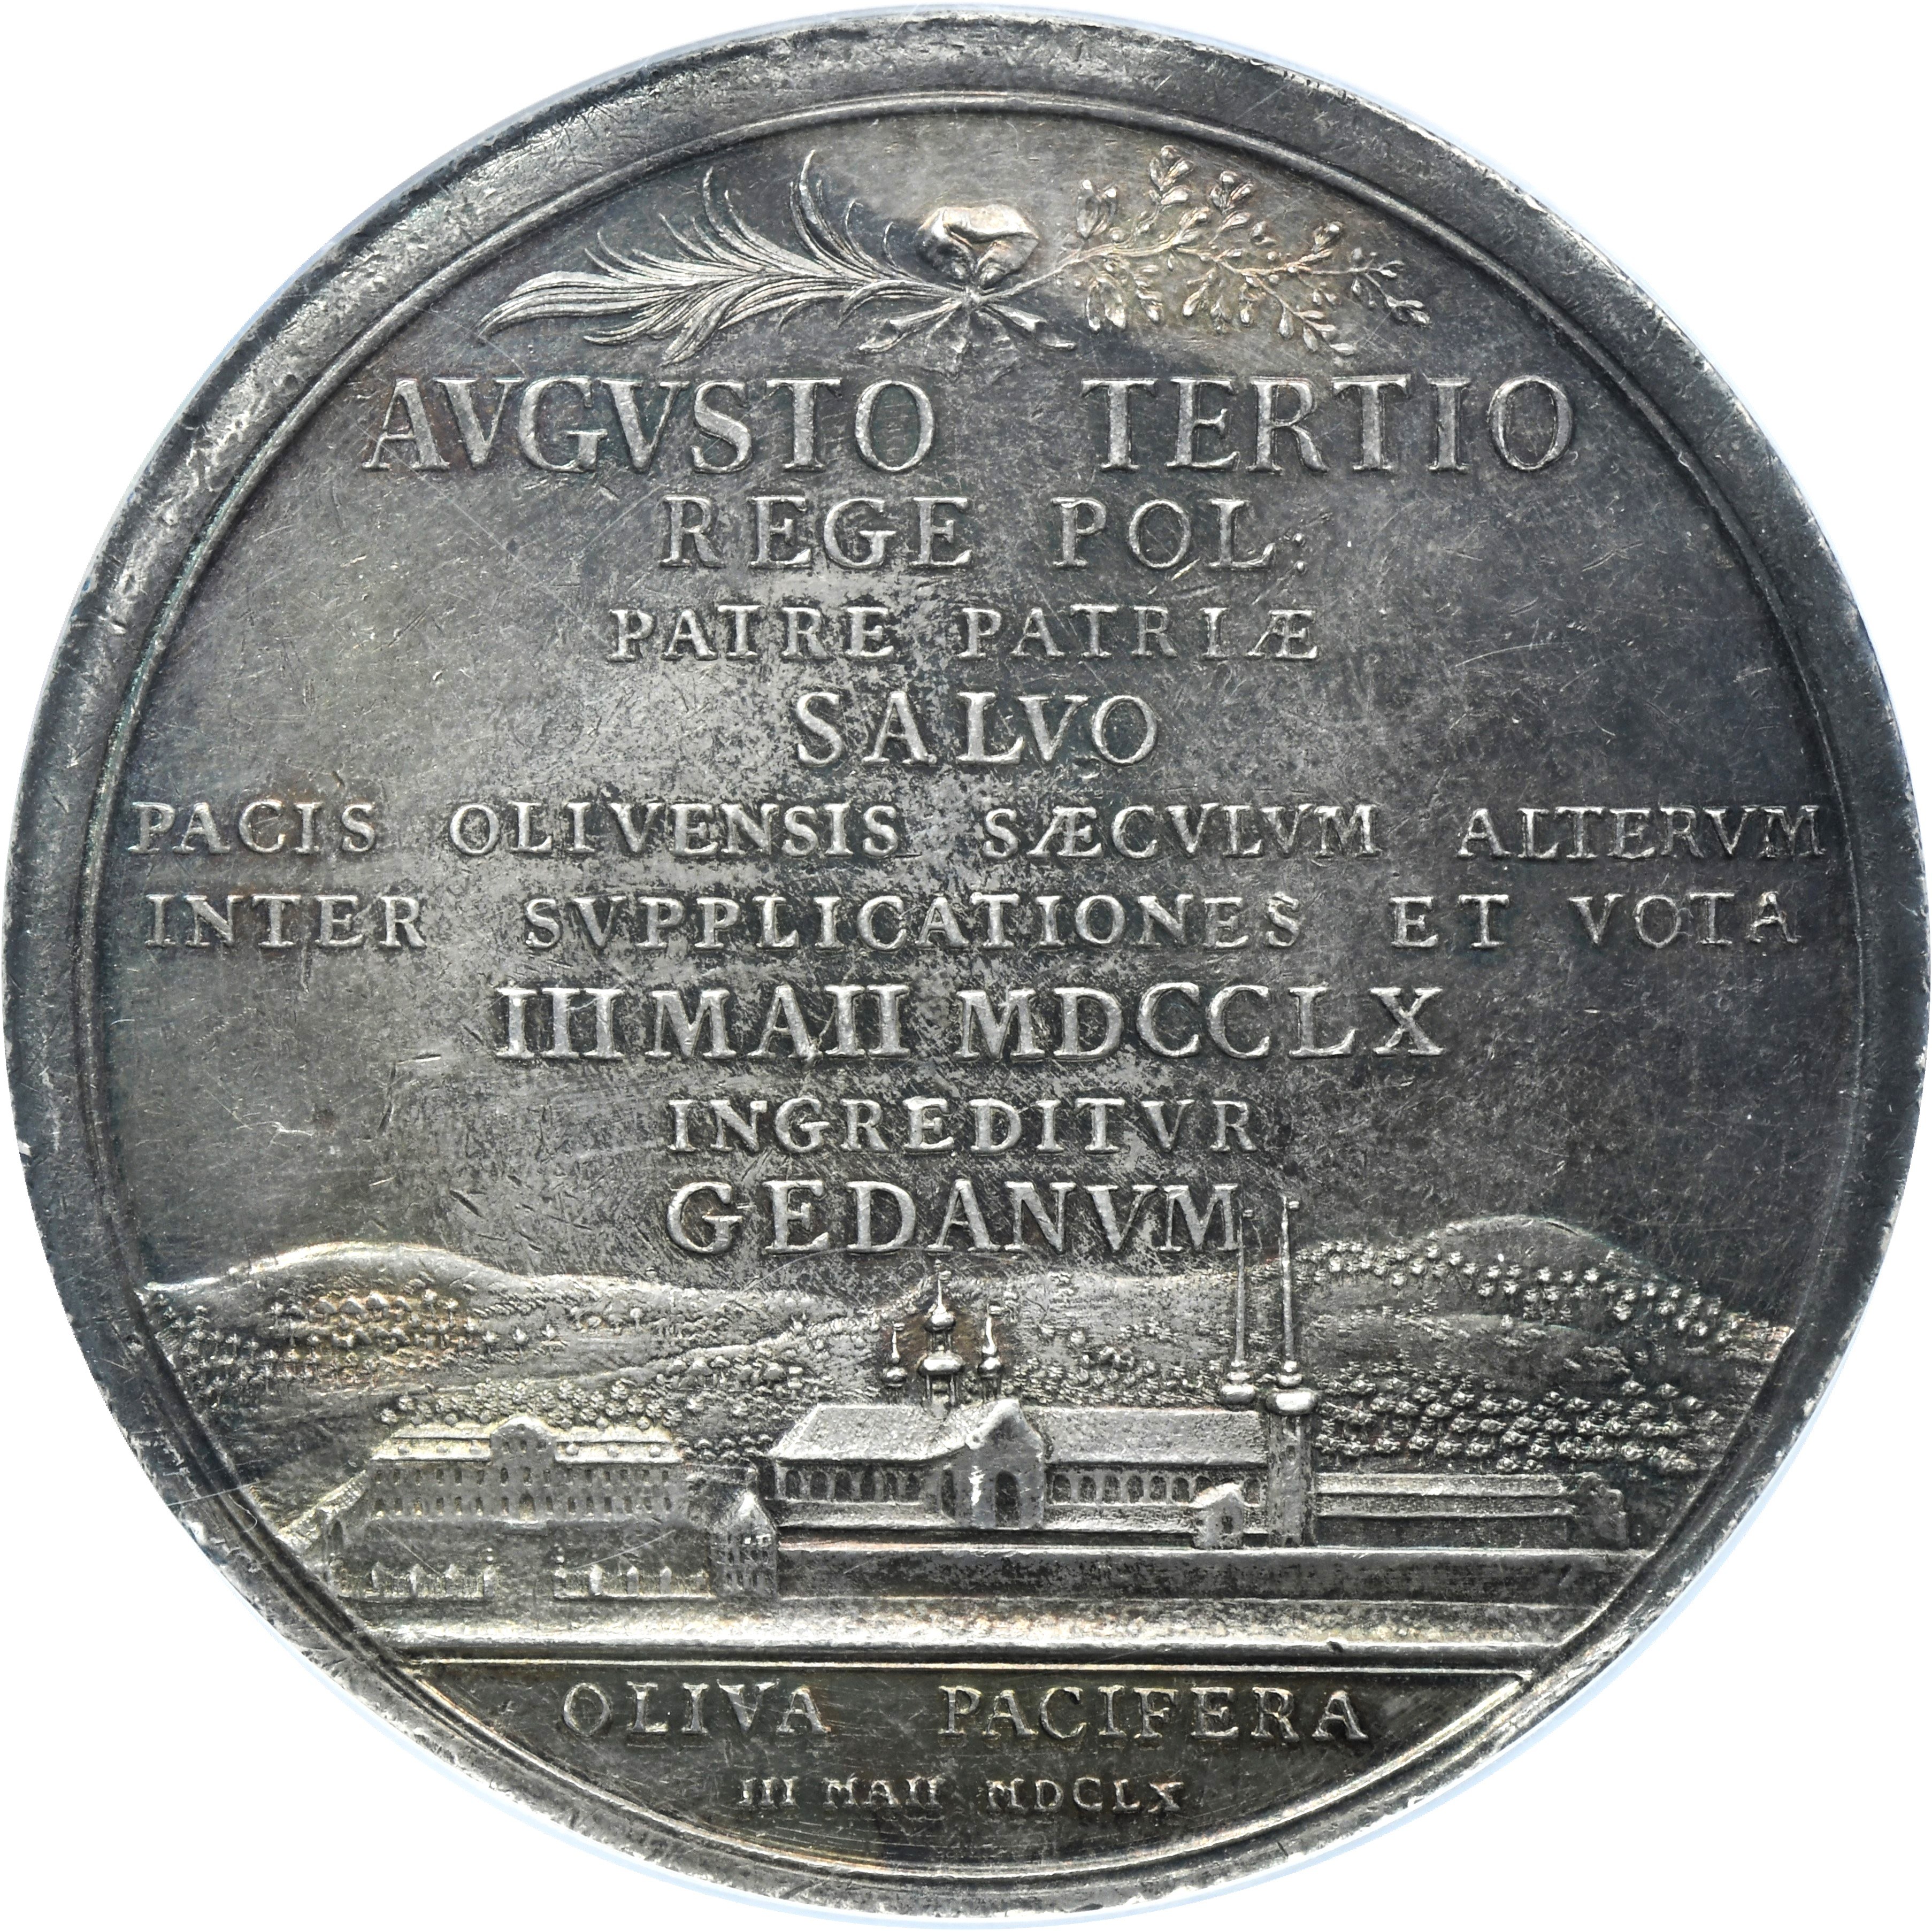 AVGVSTO TERTIO
REGE POL:
PATRE PATRIÆ
SALVO
PACIS OLIVENSIS SÆCVLVM ALTERVM
INTER SVPPLICATIONES ET VOTA
III MAII MDCCLX
INGREDITVR
GEDANVM
OLIVA PACIFERA
III MAII MDCLX